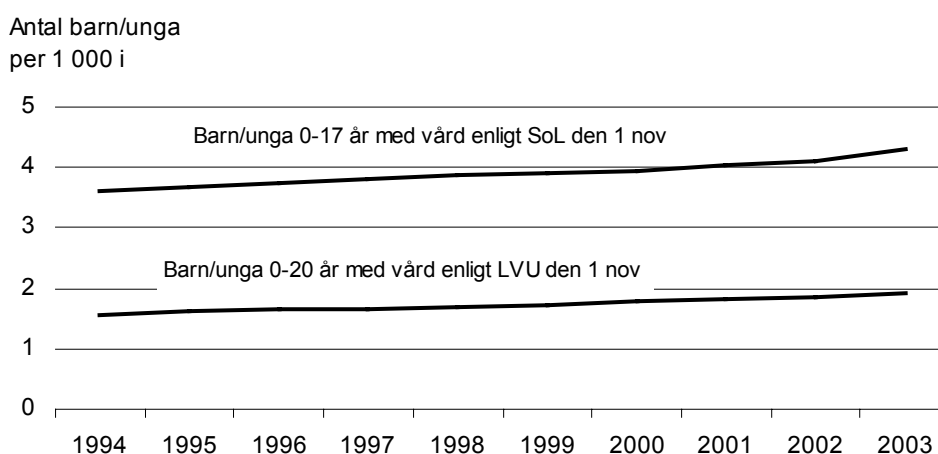 Antal barn/unga
per 1 000 i
5
Barn/unga 0-17 år med vård enligt SoL den 1 nov
4
3
Barn/unga 0-20 år med vård enligt LVU den 1 nov
2
1
0
1994 1995 1996 1997 1998 1999 2000 2001 2002 2003